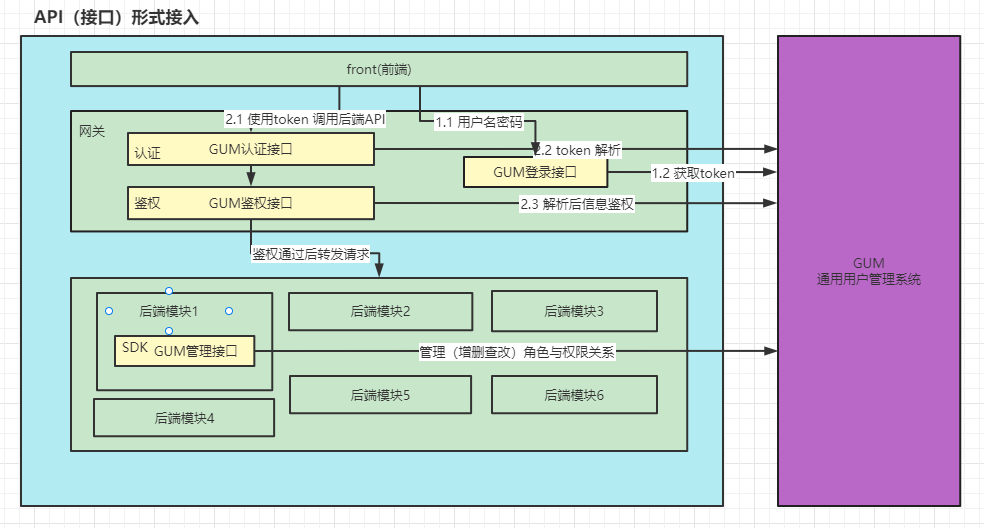 API（接口）形式接入
front(前端)
2.1 使用token 调用后端API
1.1 用户名密码
网关
认证
GUM认证接口
2.2 token 解析
GUM登录接口
1.2 获取token
鉴权
GUM鉴权接口
2.3 解析后信息鉴权
鉴权通过后转发请求
GUM
通用用户管理系统
后端模块1
后端模块2
后端模块3
SDK
GUM管理接口
管理（增删查改）角色与权限关系
后端模块5
后端模块6
后端模块4